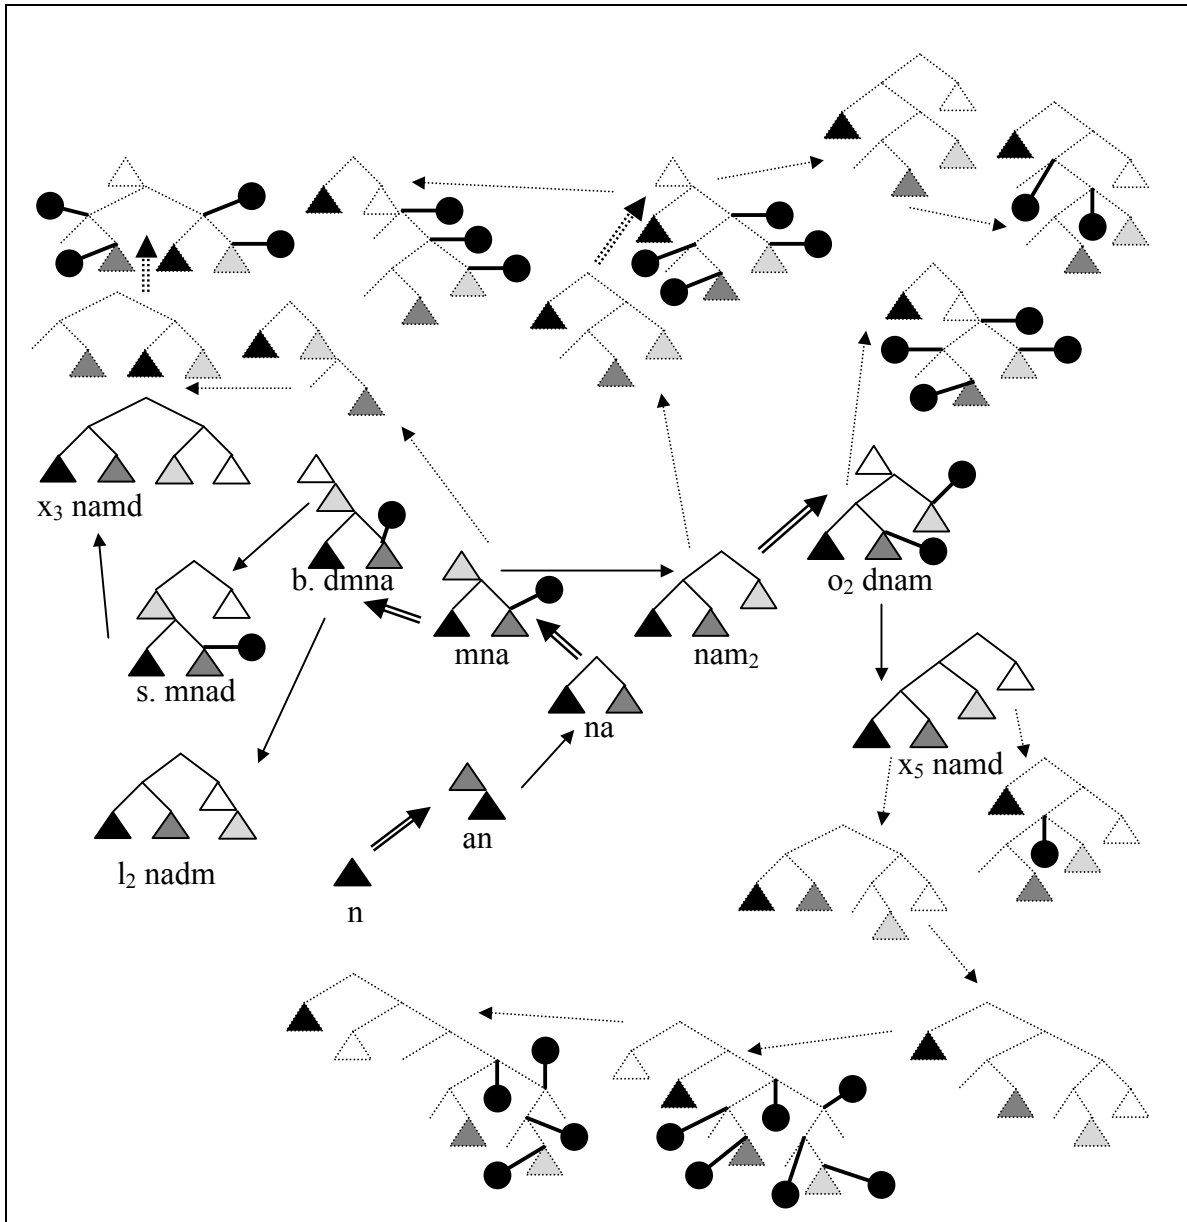 x₃ namd
b. dmna
o₂ dnam
mna
nam₂
s. mnad
na
x₅ namd
an
l₂ nadm
n